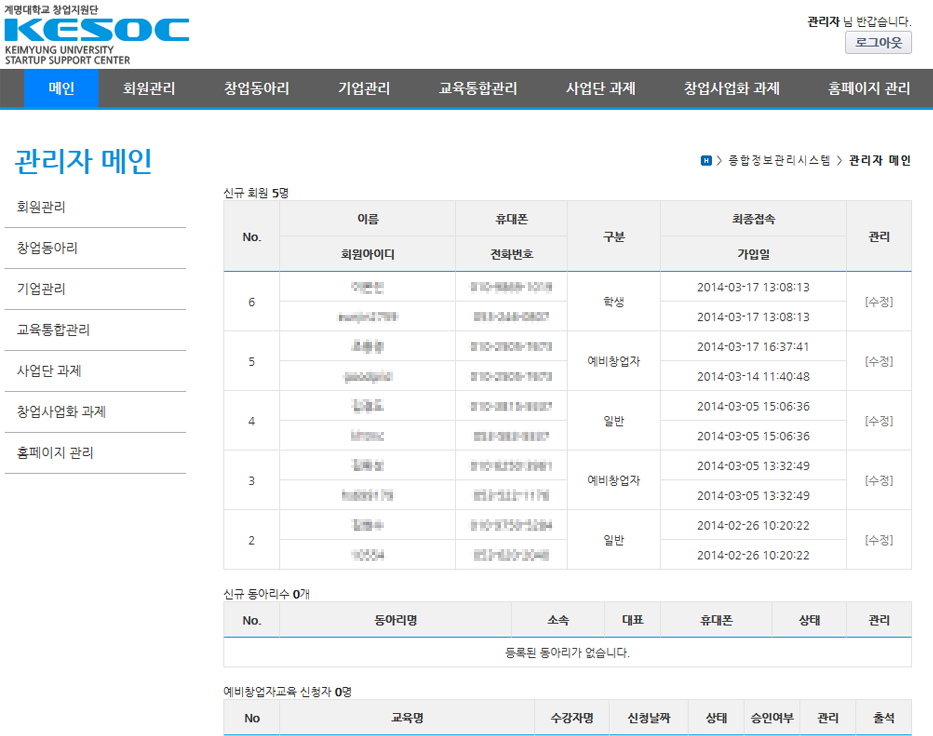 계명대학교 창업지원단
KESOC
KEIMYUNG UNIVERSITY
STARTUP SUPPORT CENTER
관리자 님 반갑습니다.
로그아웃
메인 회원관리 창업동아리 기업관리 교육통합관리 사업단 과제 창업사업화 과제 홈페이지 관리
관리자 메인
H > 종합정보관리시스템 > 관리자 메인
회원관리
창업동아리
기업관리
교육통합관리
사업단 과제
창업사업화 과제
홈페이지 관리
신규 회원 5명
No. 이름 휴대폰 구분 최종접속 관리
회원아이디 전화번호 가입일
6 학생 2014-03-17 13:08:13 [수정]
2014-03-17 13:08:13
5 예비창업자 2014-03-17 16:37:41 [수정]
2014-03-14 11:40:48
4 일반 2014-03-05 15:06:36 [수정]
2014-03-05 15:06:36
3 예비창업자 2014-03-05 13:32:49 [수정]
2014-03-05 13:32:49
2 일반 2014-02-26 10:20:22 [수정]
2014-02-26 10:20:22
신규 동아리수 0개
No. 동아리명 소속 대표 휴대폰 상태 관리
등록된 동아리가 없습니다.
예비창업자교육 신청자 0명
No 교육명 수강자명 신청날짜 상태 승인여부 관리 출석